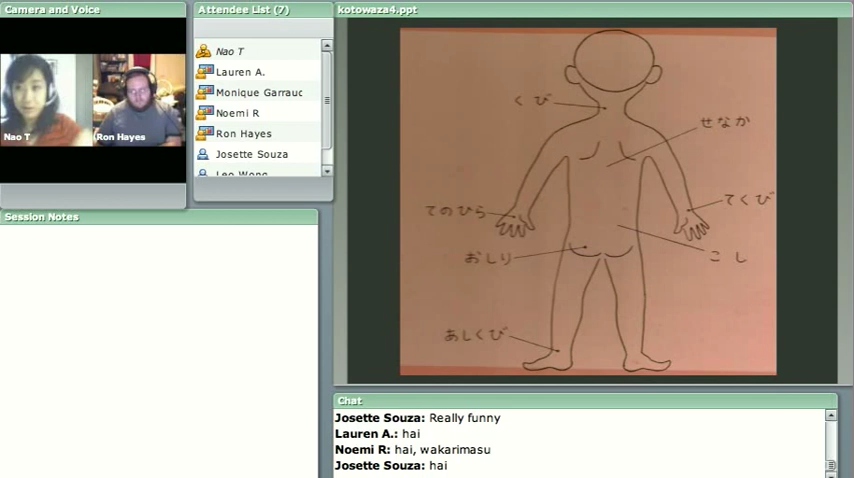 Camera and Voice
Nao T
Ron Hayes
Attendee List (7)
Nao T
Lauren A.
Monique Garrauc
Noemi R
Ron Hayes
Josette Souza
Leo Wong
Session Notes
kotowaza4.ppt
くび
せなか
てのひら
てくび
おしり
こし
あしくび
Chat
Josette Souza: Really funny
Lauren A.: hai
Noemi R: hai, wakarimasu
Josette Souza: hai